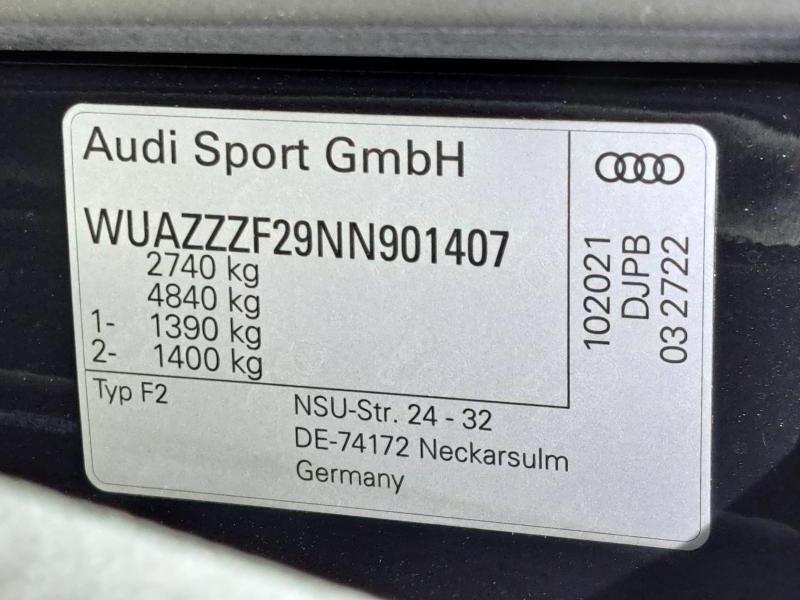 Audi Sport GmbH
WUAZZZF29NN901407
2740 kg
4840 kg
1- 1390 kg
2- 1400 kg
Typ F2
NSU-Str. 24 - 32
DE-74172 Neckarsulm
Germany
102021
DJPB
03 2722